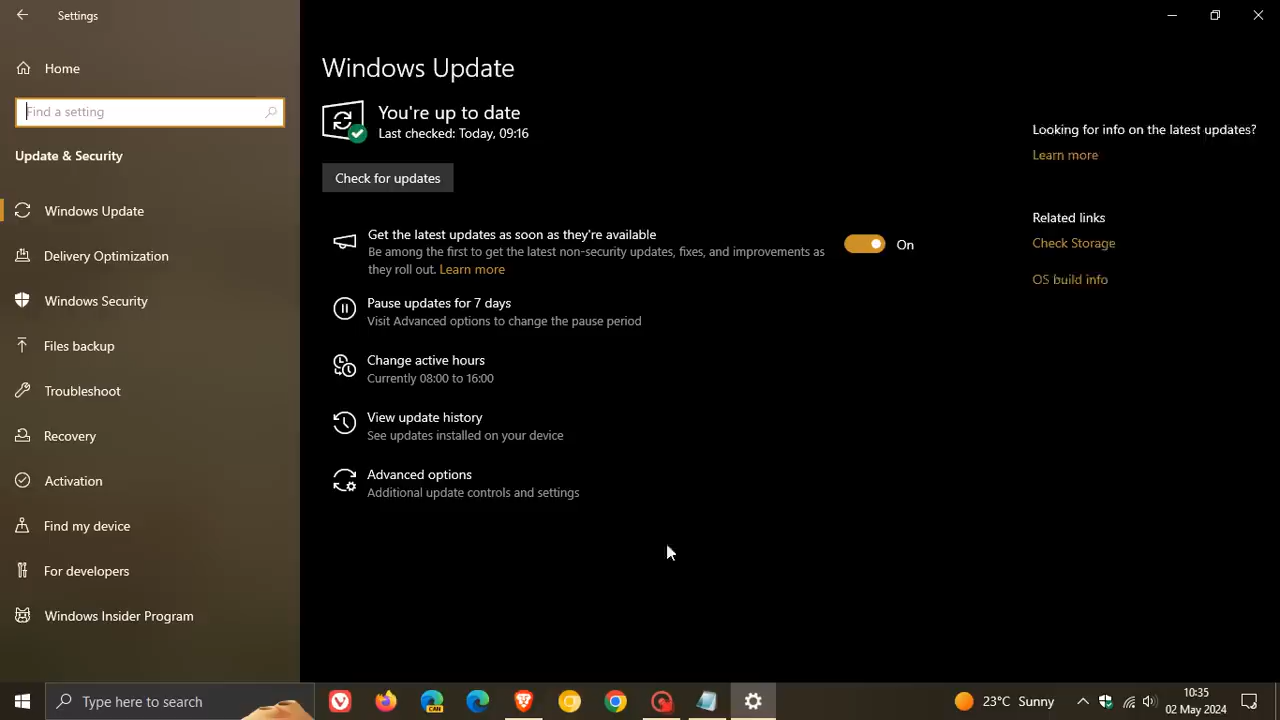 Settings
Home
Find a setting
Update & Security
Windows Update
Delivery Optimization
Windows Security
Files backup
Troubleshoot
Recovery
Activation
Find my device
For developers
Windows Insider Program
Windows Update
You're up to date
Last checked: Today, 09:16
Check for updates
Get the latest updates as soon as they're available
Be among the first to get the latest non-security updates, fixes, and improvements as
they roll out. Learn more
On
Pause updates for 7 days
Visit Advanced options to change the pause period
Change active hours
Currently 08:00 to 16:00
View update history
See updates installed on your device
Advanced options
Additional update controls and settings
Looking for info on the latest updates?
Learn more
Related links
Check Storage
OS build info
Type here to search
CAN
23°C Sunny
10:35
02 May 2024